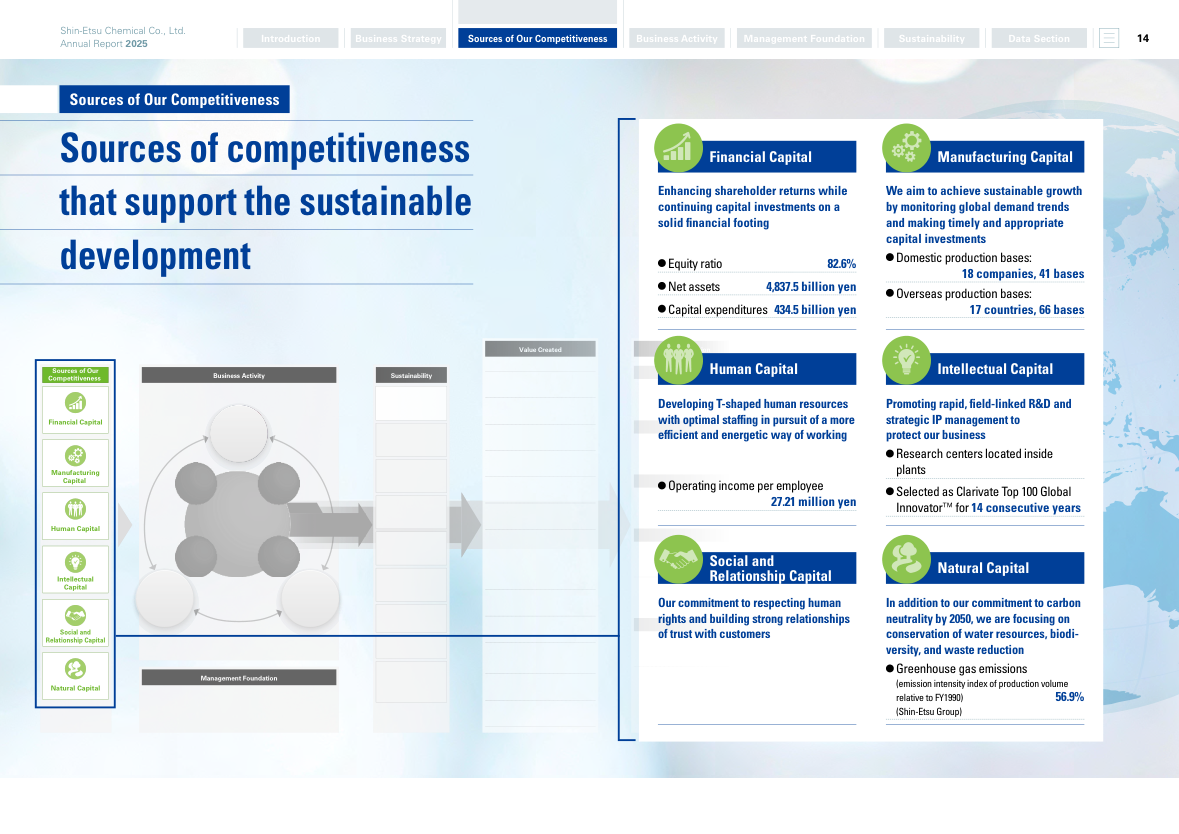 Shin-Etsu Chemical Co., Ltd.
Annual Report 2025
Introduction
Business Strategy
Sources of Our Competitiveness
Business Activity
Management Foundation
Sustainability
Data Section
14
Sources of Our Competitiveness
Sources of competitiveness
that support the sustainable
development
Sources of Our
Competitiveness
Financial Capital
Manufacturing
Capital
Human Capital
Intellectual
Capital
Social and
Relationship Capital
Natural Capital
Business Activity
Management Foundation
Sustainability
Value Created
Financial Capital
Enhancing shareholder returns while
continuing capital investments on a
solid financial footing
●Equity ratio 82.6%
●Net assets 4,837.5 billion yen
●Capital expenditures 434.5 billion yen
Manufacturing Capital
We aim to achieve sustainable growth
by monitoring global demand trends
and making timely and appropriate
capital investments
●Domestic production bases:
18 companies, 41 bases
●Overseas production bases:
17 countries, 66 bases
Human Capital
Developing T-shaped human resources
with optimal staffing in pursuit of a more
efficient and energetic way of working
●Operating income per employee
27.21 million yen
Intellectual Capital
Promoting rapid, field-linked R&D and
strategic IP management to
protect our business
●Research centers located inside
plants
●Selected as Clarivate Top 100 Global
Innovator™ for 14 consecutive years
Social and
Relationship Capital
Our commitment to respecting human
rights and building strong relationships
of trust with customers
Natural Capital
In addition to our commitment to carbon
neutrality by 2050, we are focusing on
conservation of water resources, biodi-
versity, and waste reduction
●Greenhouse gas emissions
(emission intensity index of production volume
relative to FY1990) 56.9%
(Shin-Etsu Group)